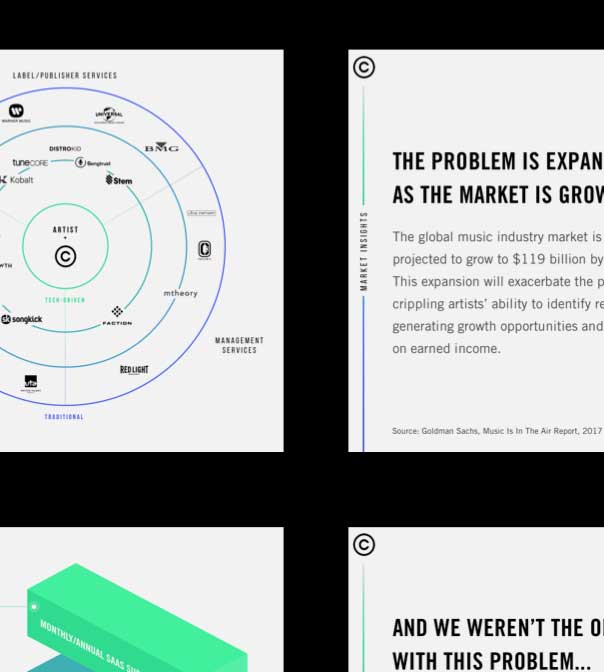 LABEL/PUBLISHER SERVICES
WARNER MUSIC
UNIVERSAL
DISTROKID
BMG
tunecore
Songtrust
Kobalt
Stem
ARTIST
C
WTH
TECH-DRIVEN
mtheory
songkick
FACTION
MANAGEMENT
SERVICES
RED LIGHT
uta
TRADITIONAL
C
MARKET INSIGHTS
THE PROBLEM IS EXPAN
AS THE MARKET IS GROW
The global music industry market is
projected to grow to $119 billion by
This expansion will exacerbate the p
crippling artists' ability to identify re
generating growth opportunities and
on earned income.
Source: Goldman Sachs, Music Is In The Air Report, 2017
MONTHLY/ANNUAL SAAS SU
C
AND WE WEREN'T THE O
WITH THIS PROBLEM...